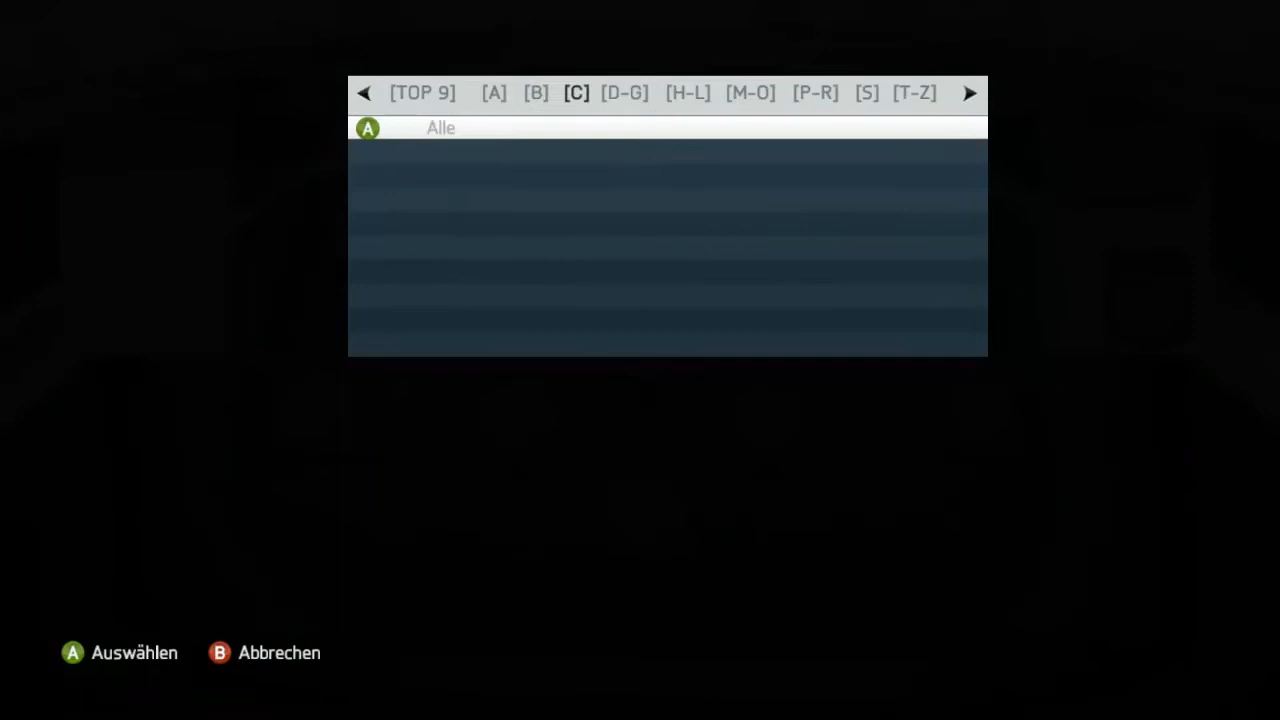 [TOP 9] [A] [B] [C] [D-G] [H-L] [M-O] [P-R] [S] [T-Z]
A Alle
A Auswählen B Abbrechen